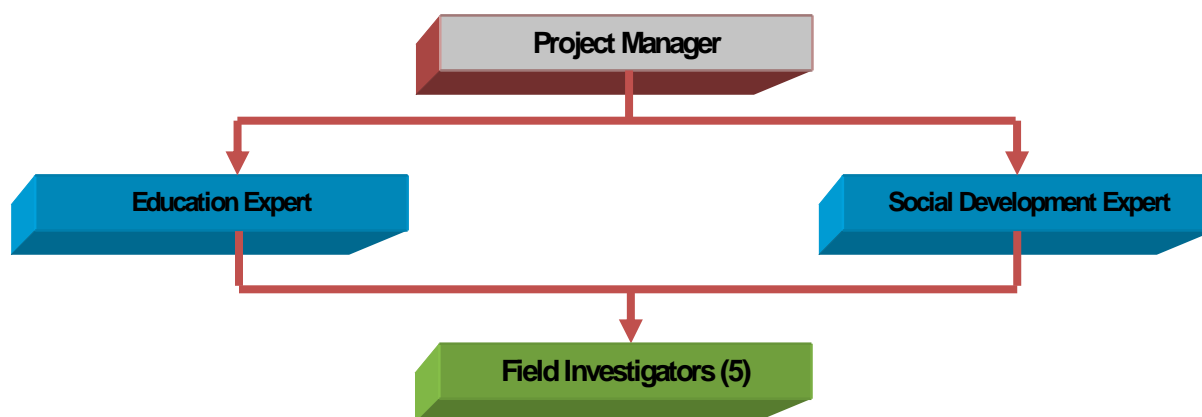 Project Manager
Education Expert
Social Development Expert
Field Investigators (5)